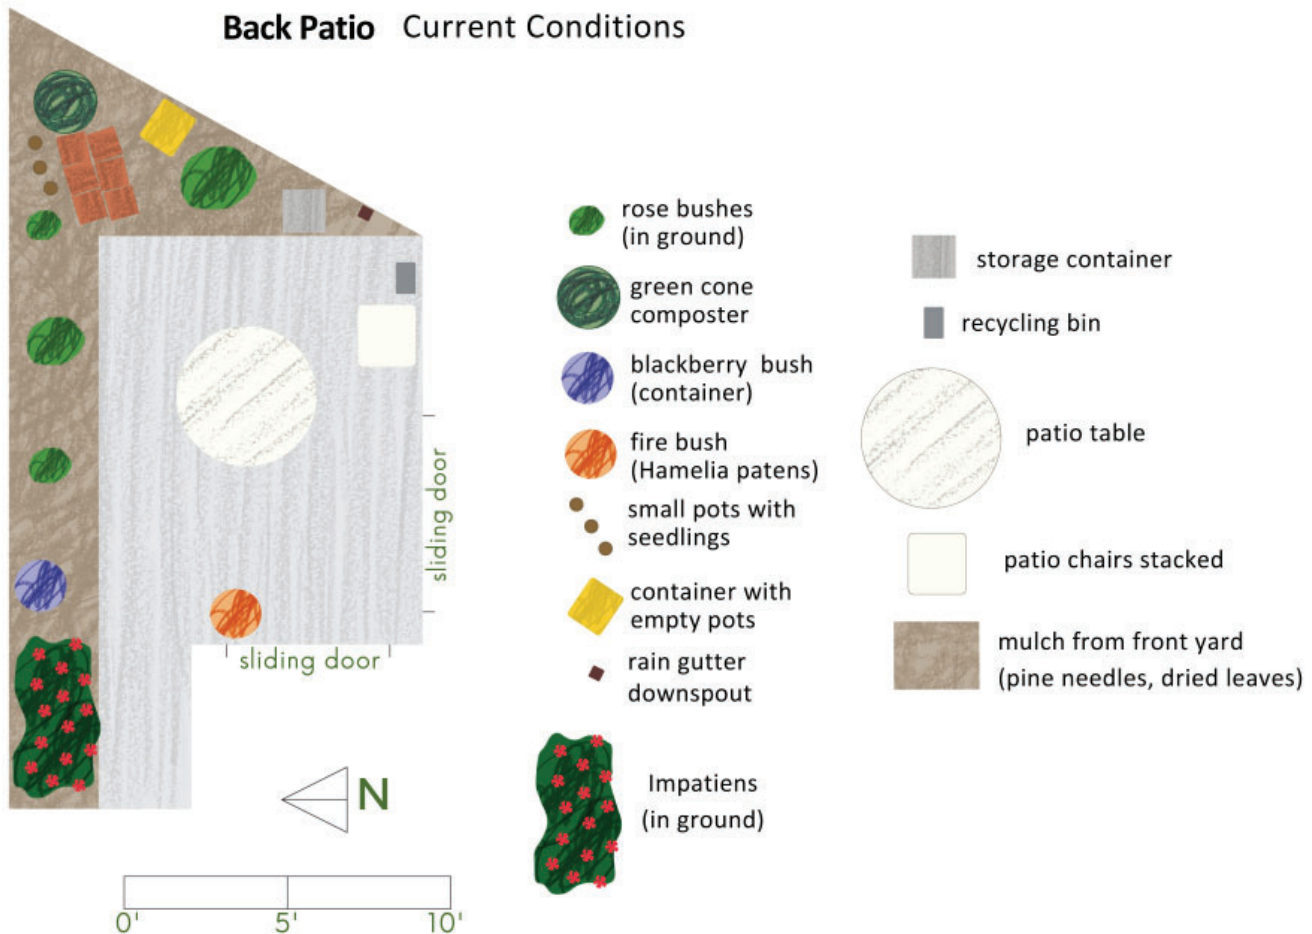 Back Patio Current Conditions
sliding door
sliding door
N
0'
5'
10'
rose bushes
(in ground)
green cone
composter
blackberry bush
(container)
fire bush
(Hamelia patens)
small pots with
seedlings
container with
empty pots
rain gutter
downspout
Impatiens
(in ground)
storage container
recycling bin
patio table
patio chairs stacked
mulch from front yard
(pine needles, dried leaves)